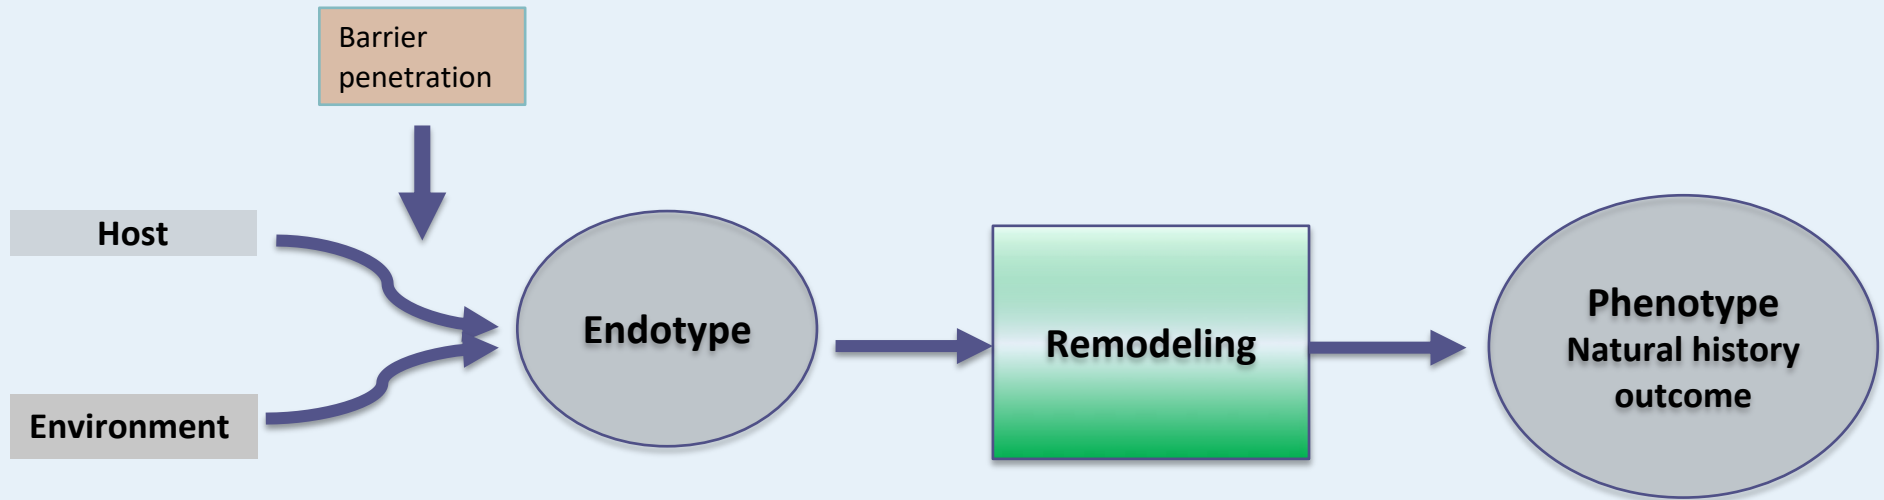 Barrier
penetration
Host
Environment
Endotype
Remodeling
Phenotype
Natural history
outcome